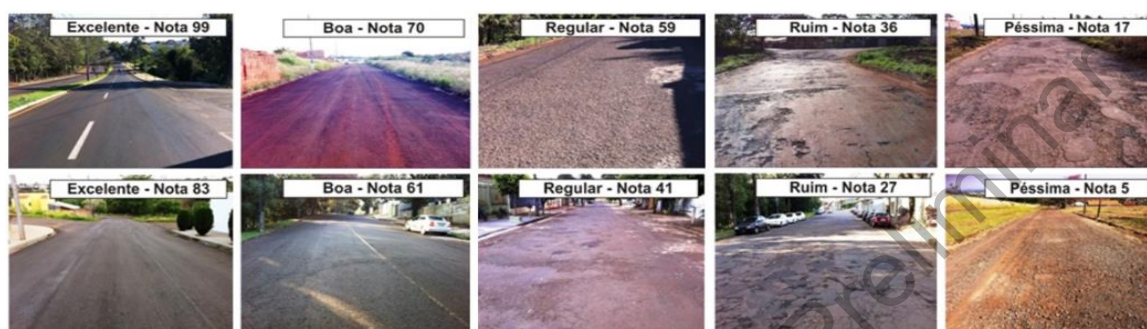 Excelente - Nota 99
Boa - Nota 70
Regular - Nota 59
Ruim - Nota 36
Péssima - Nota 17
Excelente - Nota 83
Boa - Nota 61
Regular - Nota 41
Ruim - Nota 27
Péssima - Nota 5
preliminar